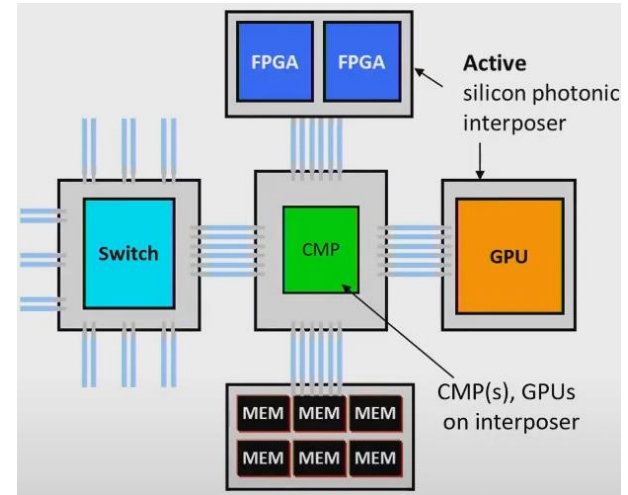 FPGA FPGA
Active
silicon photonic
interposer
Switch
CMP
GPU
CMP(s), GPUs
on interposer
MEM MEM MEM
MEM MEM MEM